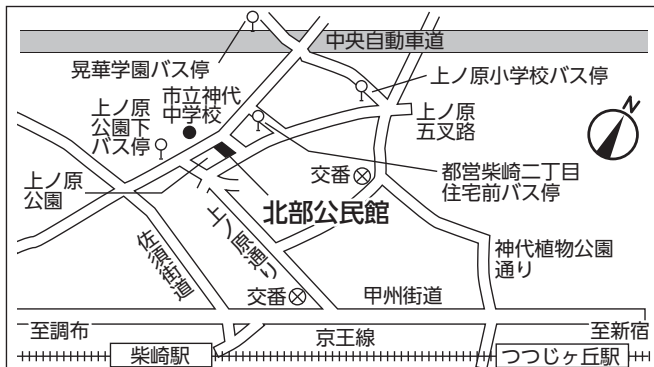 N
中央自動車道
晃華学園バス停
上ノ原小学校バス停
市立神代
中学校
上ノ原
公園下
バス停
上ノ原
五叉路
上ノ原
公園
交番
都営柴崎二丁目
住宅前バス停
北部公民館
佐須街道
上ノ原通り
神代植物公園
通り
交番
甲州街道
至調布
京王線
至新宿
柴崎駅
つつじヶ丘駅